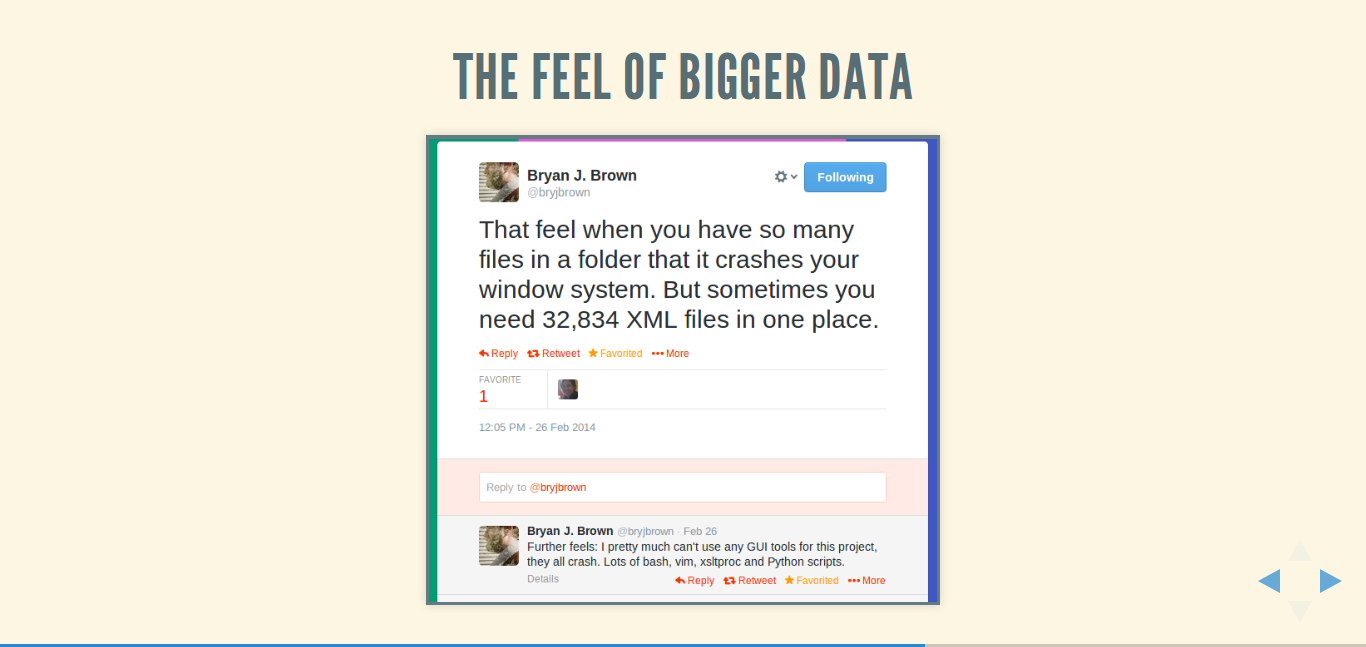 THE FEEL OF BIGGER DATA
Bryan J. Brown
@bryjbrown
Following
That feel when you have so many
files in a folder that it crashes your
window system. But sometimes you
need 32,834 XML files in one place.
Reply Retweet Favorited More
FAVORITE
1
12:05 PM - 26 Feb 2014
Reply to @bryjbrown
Bryan J. Brown @bryjbrown · Feb 26
Further feels: I pretty much can't use any GUI tools for this project,
they all crash. Lots of bash, vim, xsltproc and Python scripts.
Details
Reply Retweet Favorited More